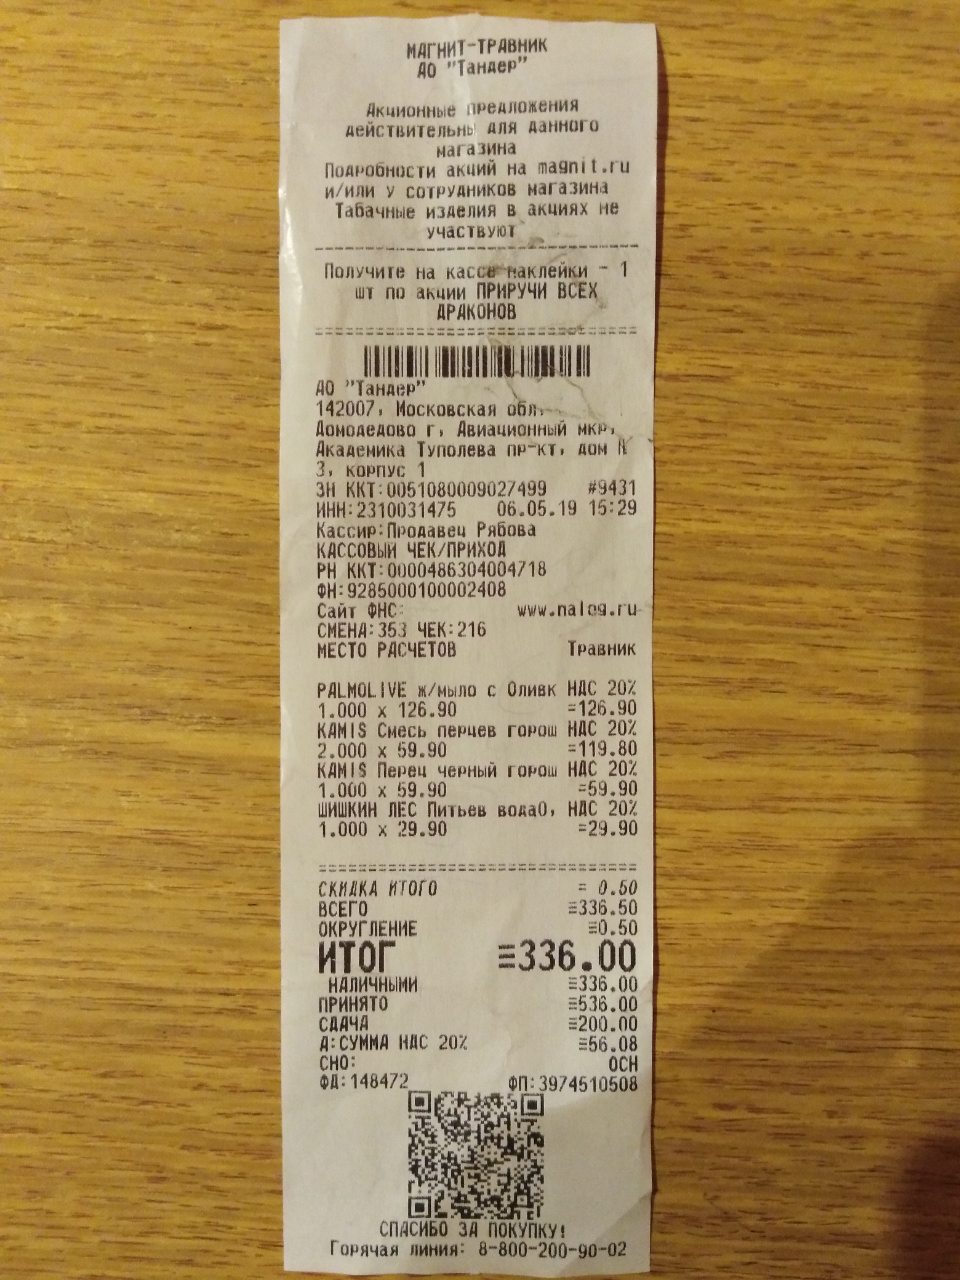 МАГНИТ-ТРАВНИК
АО "Тандер"
Акционные предложения
действительны для данного
магазина
Подробности акций на magnit.ru
и/или у сотрудников магазина
Табачные изделия в акциях не
участвуют
Получите на кассе наклейки - 1
шт по акции ПРИРУЧИ ВСЕХ
ДРАКОНОВ
АО "Тандер"
142007, Московская обл,
Домодедово г, Авиационный мкр,
Академика Туполева пр-кт, дом №
3, корпус 1
ЗН ККТ:0051080009027499 #9431
ИНН:2310031475 06.05.19 15:29
Кассир:Продавец Рябова
КАССОВЫЙ ЧЕК/ПРИХОД
РН ККТ:0000486304004718
ФН:9285000100002408
Сайт ФНС: www.nalog.ru
СМЕНА:353 ЧЕК:216
МЕСТО РАСЧЕТОВ Травник
PALMOLIVE ж/мыло с Оливк НДС 20%
1.000 x 126.90 =126.90
KAMIS Смесь перцев горош НДС 20%
2.000 x 59.90 =119.80
KAMIS Перец черный горош НДС 20%
1.000 x 59.90 =59.90
ШИШКИН ЛЕС Питьев вода0, НДС 20%
1.000 x 29.90 =29.90
СКИДКА ИТОГО = 0.50
ВСЕГО ≡336.50
ОКРУГЛЕНИЕ ≡0.50
ИТОГ ≡336.00
НАЛИЧНЫМИ ≡336.00
ПРИНЯТО ≡536.00
СДАЧА ≡200.00
А:СУММА НДС 20% ≡56.08
СНО: ОСН
ФД:148472 ФП:3974510508
СПАСИБО ЗА ПОКУПКУ!
Горячая линия: 8-800-200-90-02